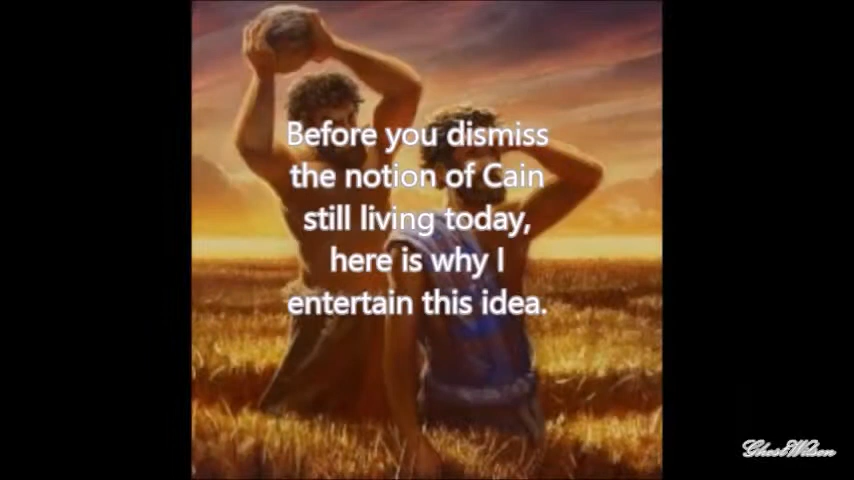 Before you dismiss
the notion of Cain
still living today,
here is why I
entertain this idea.
GhostWilson